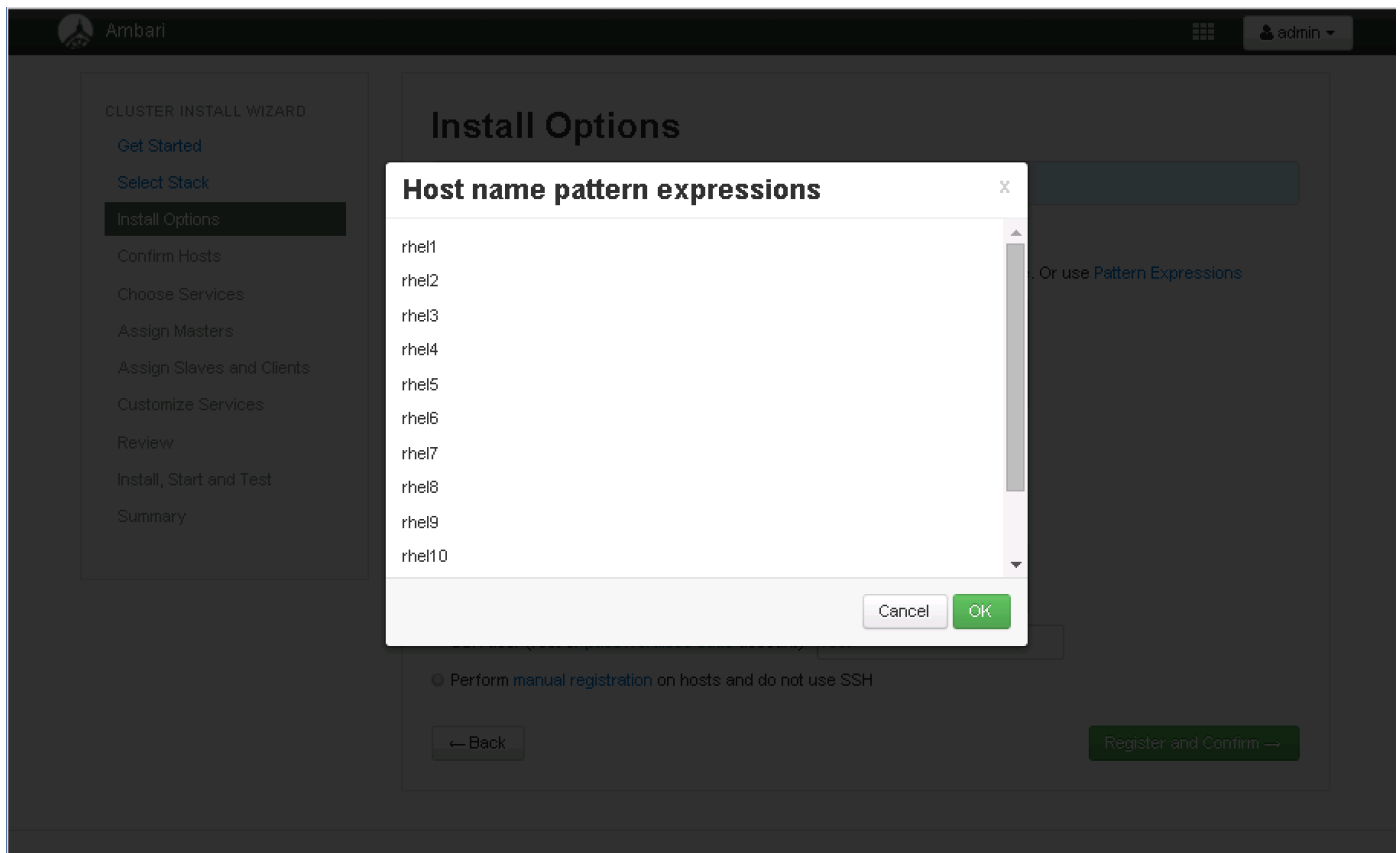 Ambari
admin
CLUSTER INSTALL WIZARD
Get Started
Select Stack
Install Options
Confirm Hosts
Choose Services
Assign Masters
Assign Slaves and Clients
Customize Services
Review
Install, Start and Test
Summary
Install Options
. Or use Pattern Expressions
Host name pattern expressions
x
rhel1
rhel2
rhel3
rhel4
rhel5
rhel6
rhel7
rhel8
rhel9
rhel10
Cancel
OK
Perform manual registration on hosts and do not use SSH
← Back
Register and Confirm →